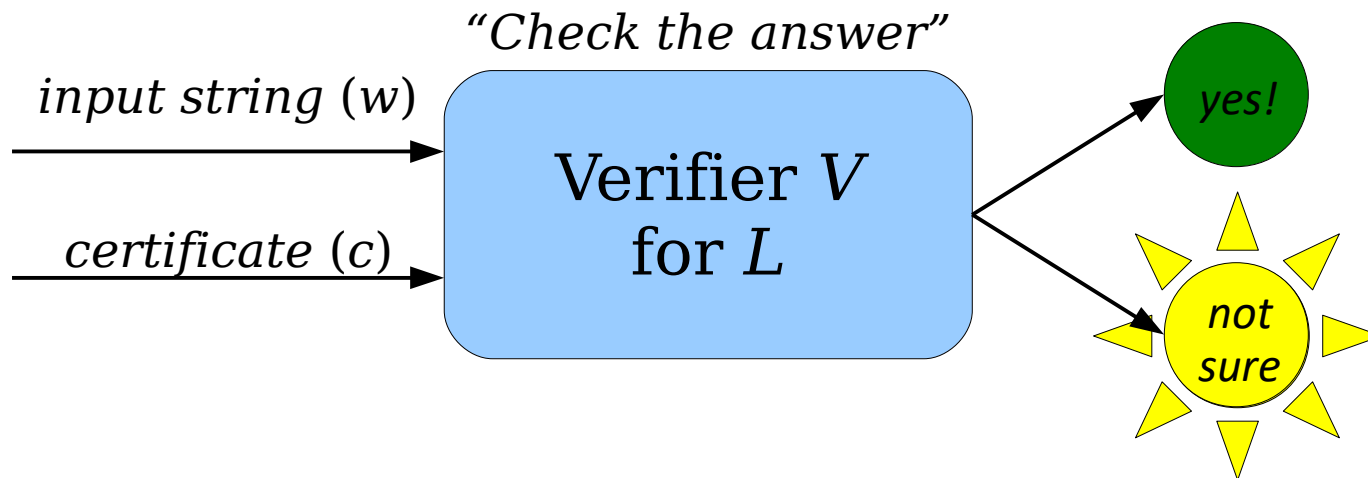 “Check the answer”
input string (w)
certificate (c)
Verifier V
for L
yes!
not
sure